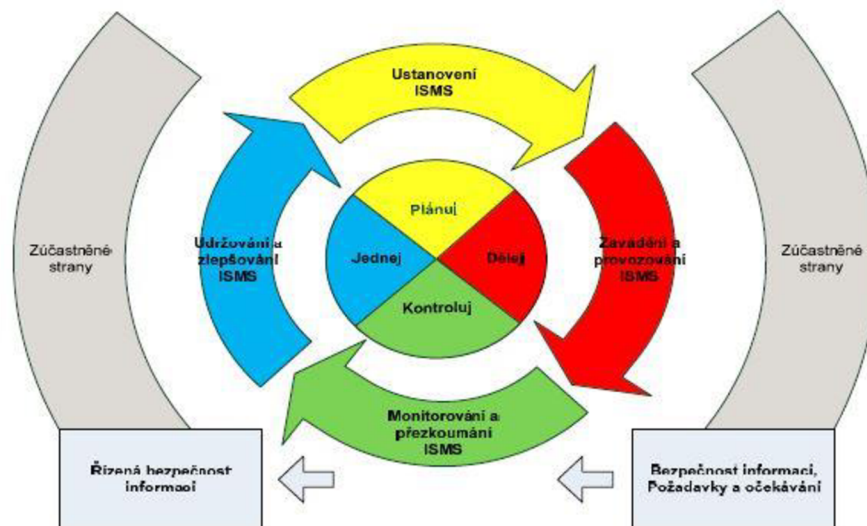 Ustanovení
ISMS
Plánuj
Zúčastněné
strany
Udržování a
zlepšování
ISMS
Jednej
Dělej
Zavádění a
provozování
ISMS
Zúčastněné
strany
Kontroluj
Monitorování a
přezkoumání
ISMS
Řízená bezpečnost
informací
Bezpečnost informací,
Požadavky a očekávání